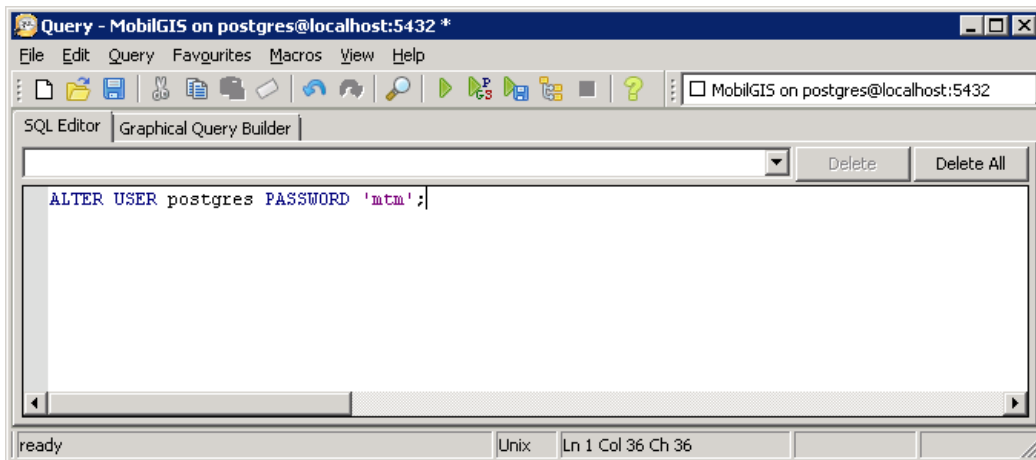 Query - MobilGIS on postgres@localhost:5432 *
File Edit Query Favourites Macros View Help
MobilGIS on postgres@localhost:5432
SQL Editor Graphical Query Builder
Delete Delete All
ALTER USER postgres PASSWORD 'mtm';
ready Unix Ln 1 Col 36 Ch 36